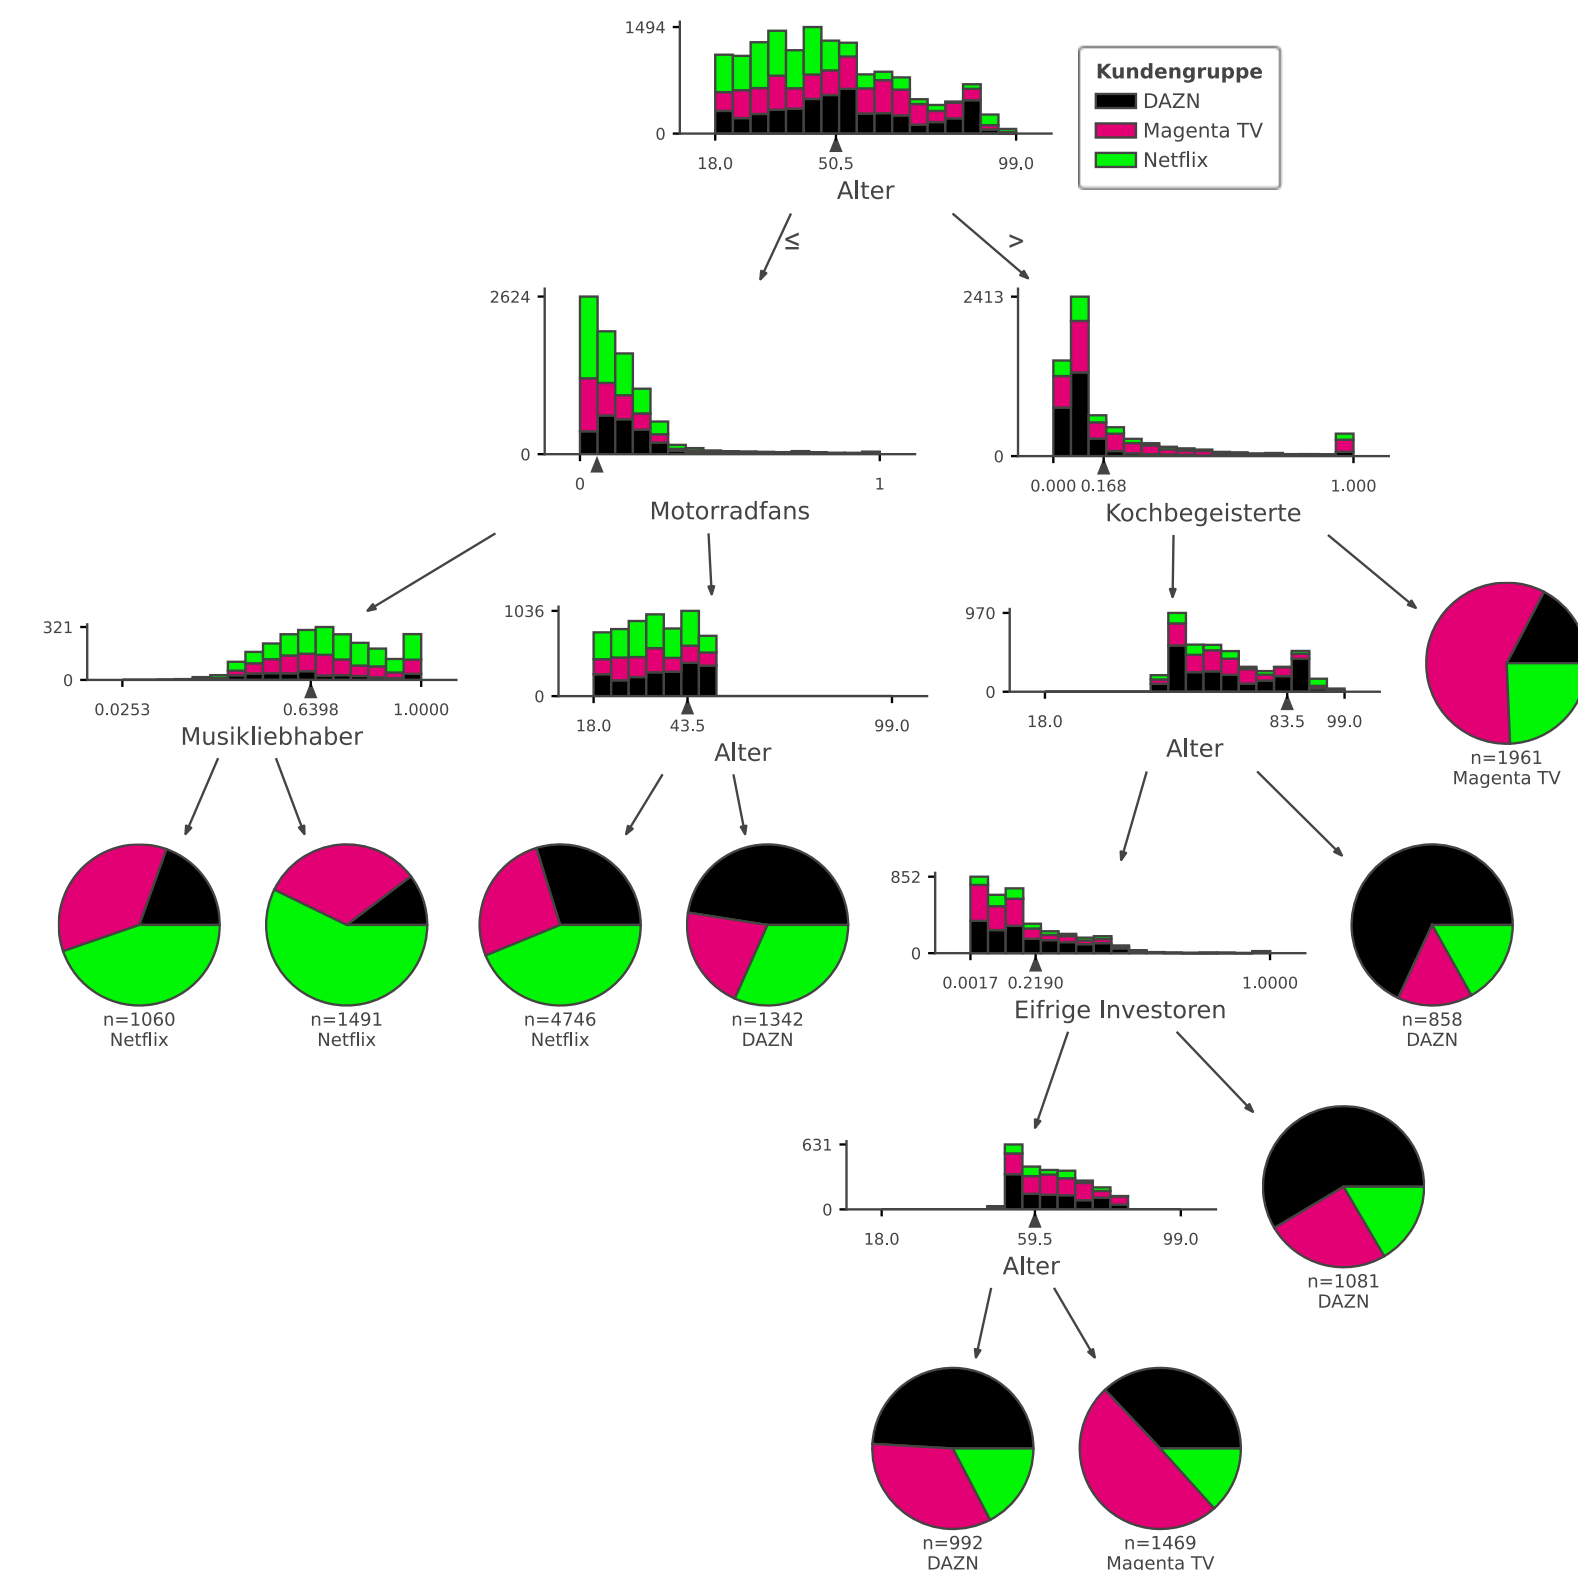 1494
0
18.0 50.5 99.0
Alter
Kundengruppe
DAZN
Magenta TV
Netflix
≤
>
2624
0
0 1
Motorradfans
2413
0
0.000 0.168 1.000
Kochbegeisterte
321
0
0.0253 0.6398 1.0000
Musikliebhaber
1036
0
18.0 43.5 99.0
Alter
970
0
18.0 83.5 99.0
Alter
n=1961
Magenta TV
n=1060
Netflix
n=1491
Netflix
n=4746
Netflix
n=1342
DAZN
852
0
0.0017 0.2190 1.0000
Eifrige Investoren
n=858
DAZN
631
0
18.0 59.5 99.0
Alter
n=1081
DAZN
n=992
DAZN
n=1469
Magenta TV